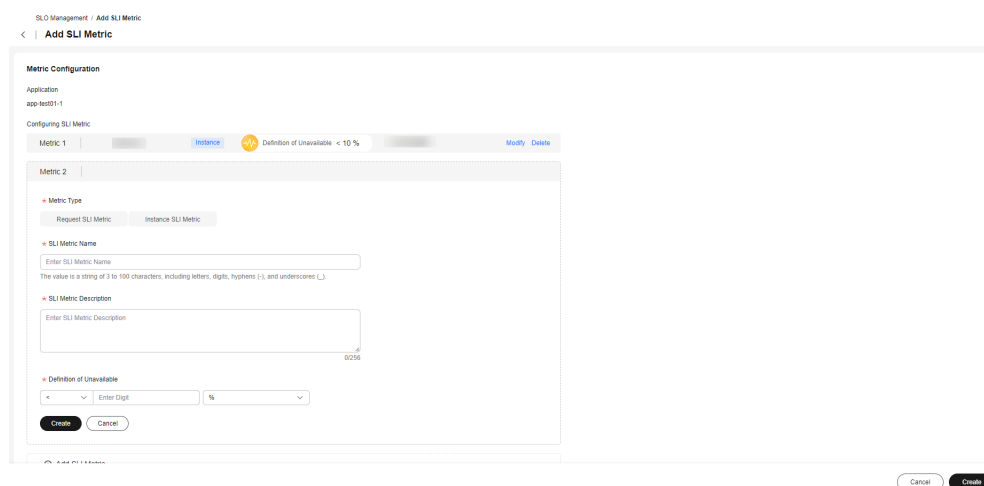 SLO Management / Add SLI Metric
Add SLI Metric
Metric Configuration
Application
app-test01-1
Configuring SLI Metric
Metric 1 Instance Definition of Unavailable < 10 % Modify Delete
Metric 2
* Metric Type
Request SLI Metric Instance SLI Metric
* SLI Metric Name
Enter SLI Metric Name
The value is a string of 3 to 100 characters, including letters, digits, hyphens (-), and underscores (_).
* SLI Metric Description
Enter SLI Metric Description
0/256
* Definition of Unavailable
< Enter Digit %
Create Cancel
Add SLI Metric
Cancel Create